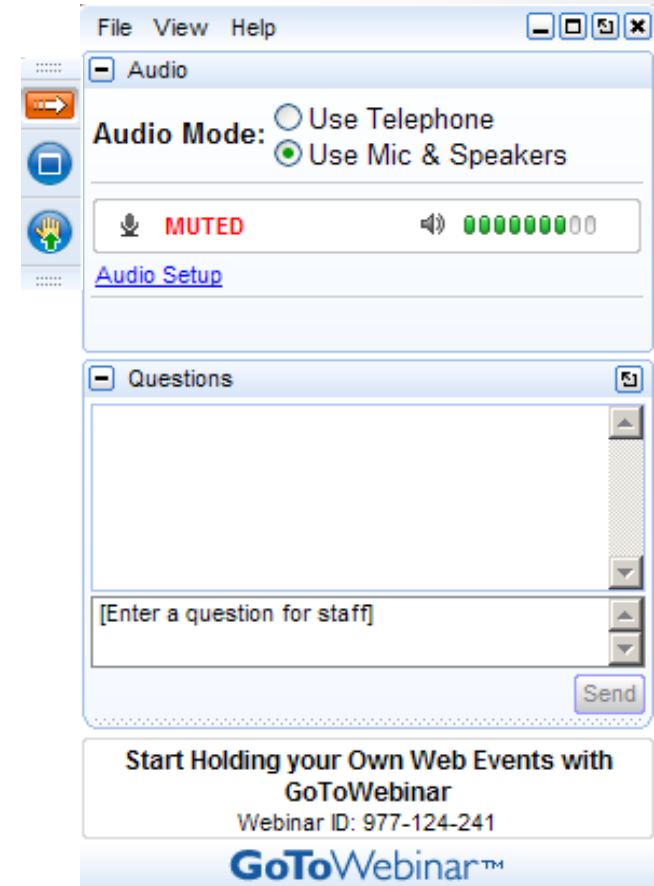 File View Help
Audio
Audio Mode:
Use Telephone
Use Mic & Speakers
MUTED
Audio Setup
Questions
[Enter a question for staff]
Send
Start Holding your Own Web Events with
GoToWebinar
Webinar ID: 977-124-241
GoToWebinar™